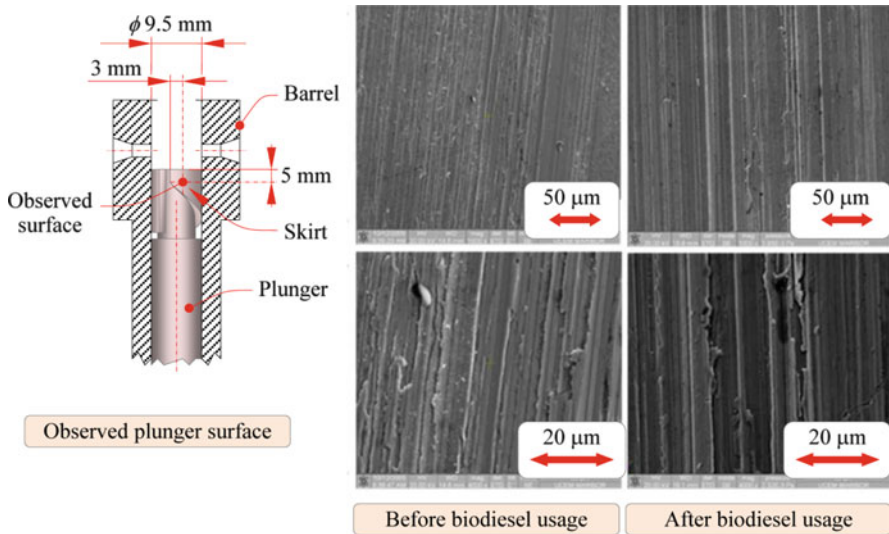 ϕ 9.5 mm
3 mm
Barrel
5 mm
Observed
surface
Skirt
Plunger
Observed plunger surface
50 μm
50 μm
20 μm
20 μm
Before biodiesel usage
After biodiesel usage